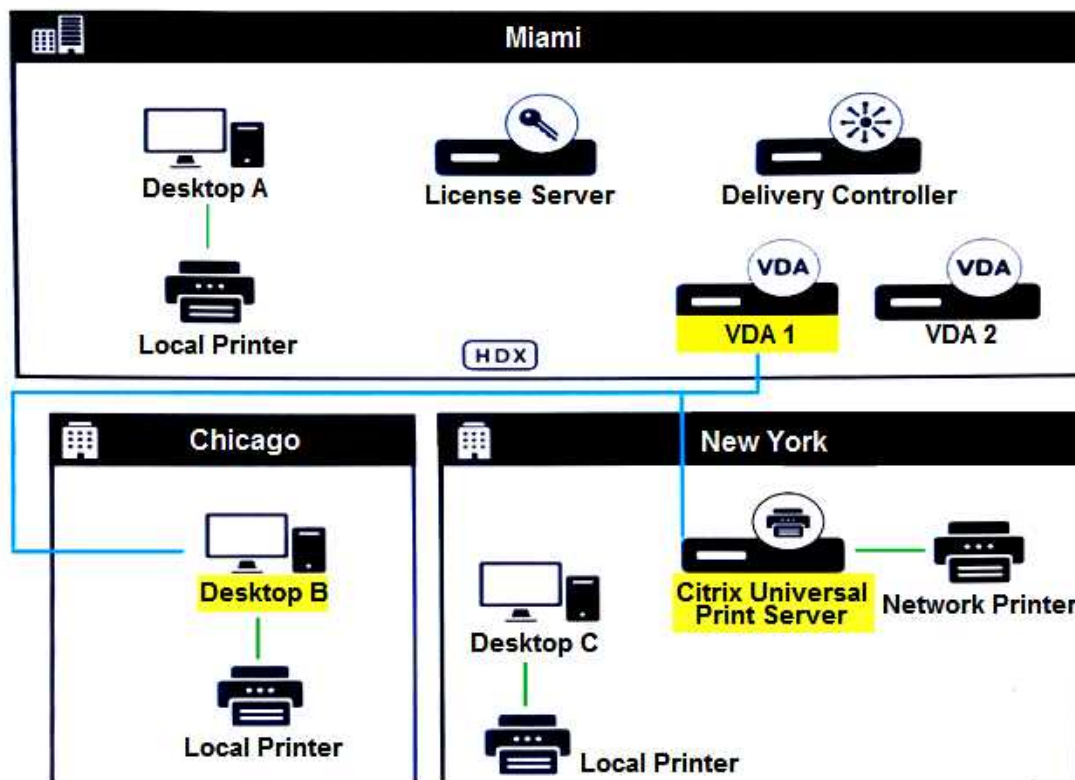 Miami
Desktop A
License Server
Delivery Controller
VDA
VDA
Local Printer
VDA 1
VDA 2
HDX
Chicago
New York
Desktop B
Citrix Universal
Print Server
Network Printer
Desktop C
Local Printer
Local Printer